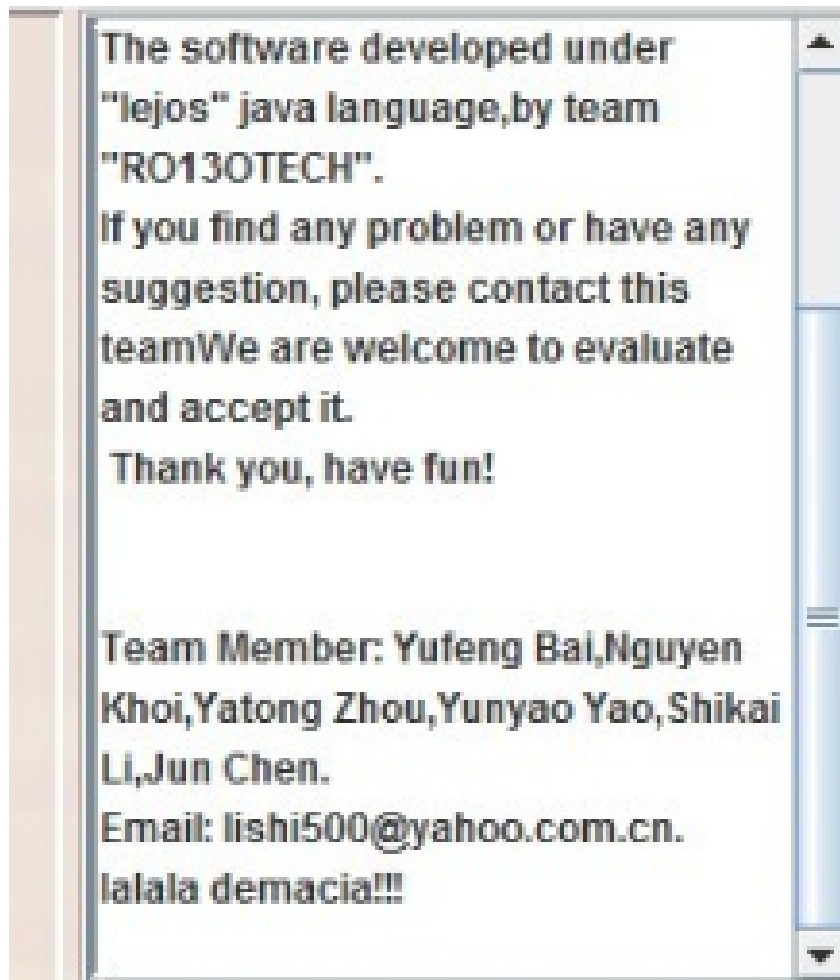 The software developed under
"lejos" java language,by team
"RO13OTECH".
If you find any problem or have any
suggestion, please contact this
teamWe are welcome to evaluate
and accept it.
Thank you, have fun!
Team Member: Yufeng Bai,Nguyen
Khoi,Yatong Zhou,Yunyao Yao,Shikai
Li,Jun Chen.
Email: lishi500@yahoo.com.cn.
lalala demacia!!!